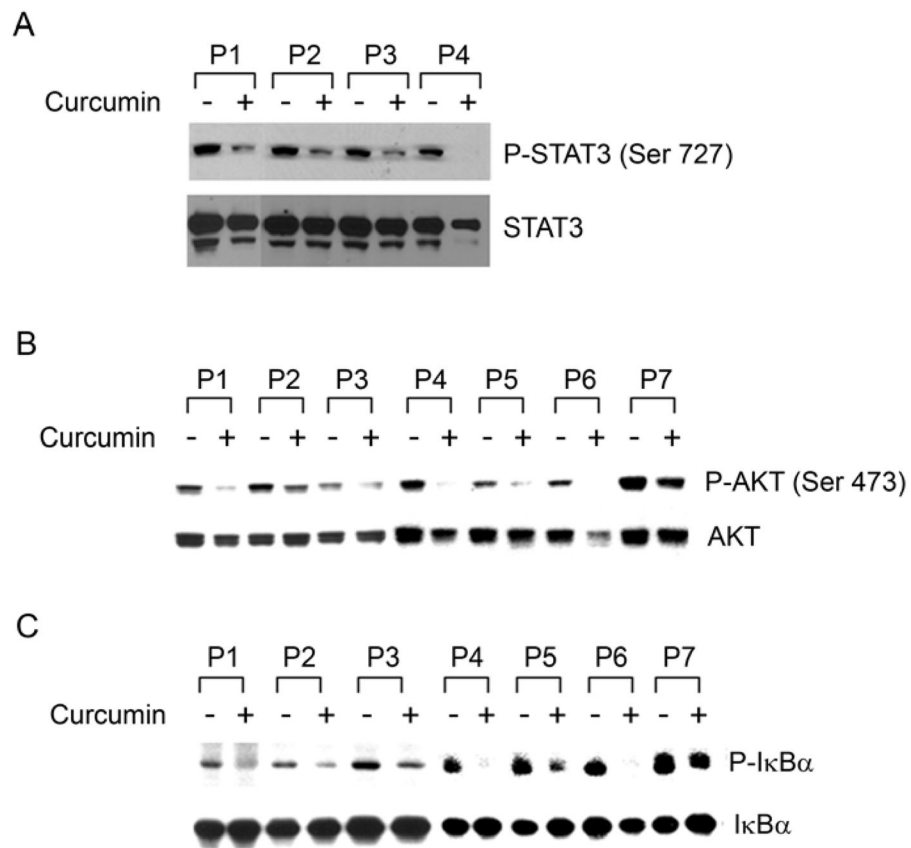 A
P1 P2 P3 P4
Curcumin - + - + - + - +
P-STAT3 (Ser 727)
STAT3
B
P1 P2 P3 P4 P5 P6 P7
Curcumin - + - + - + - + - + - + - +
P-AKT (Ser 473)
AKT
C
P1 P2 P3 P4 P5 P6 P7
Curcumin - + - + - + - + - + - + - +
P-IκBα
IκBα